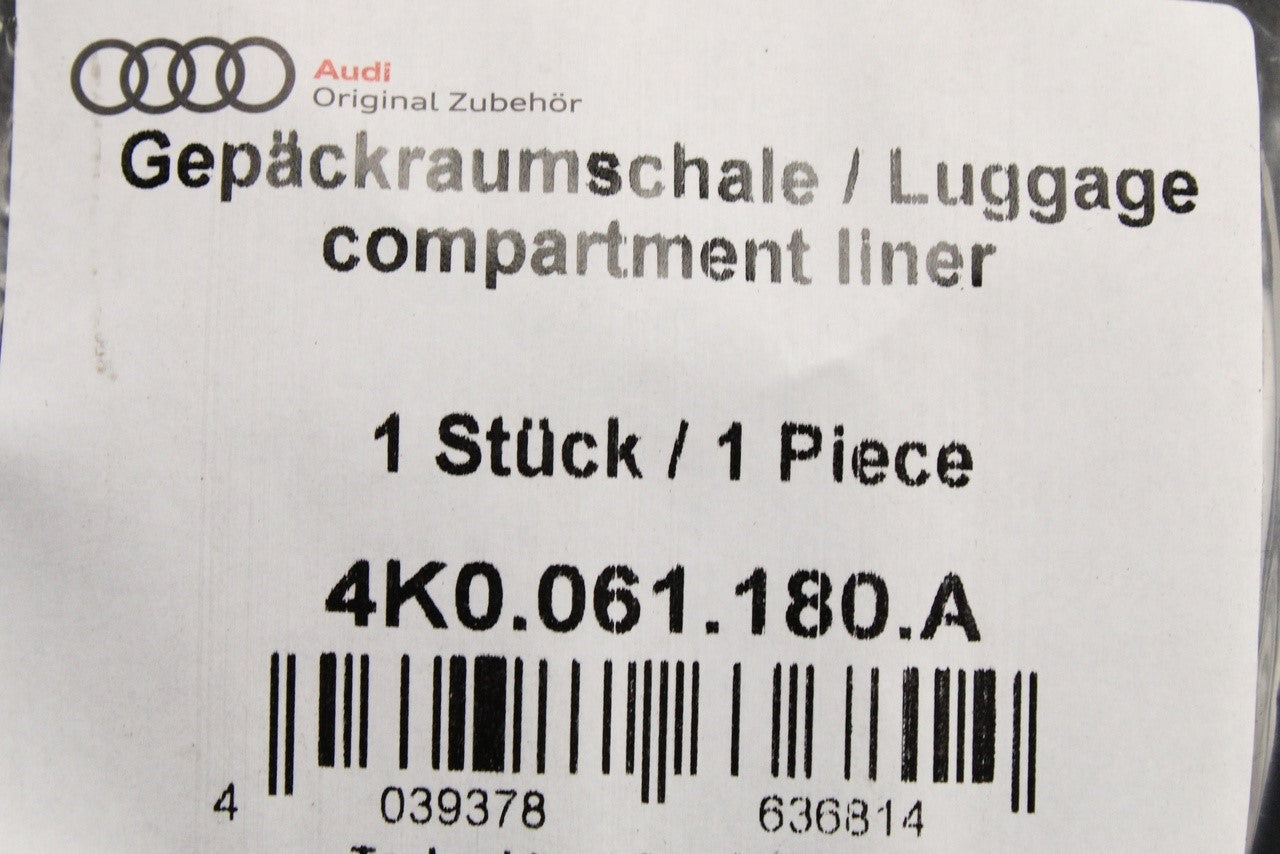 Audi
Original Zubehör
Gepäckraumschale / Luggage
compartment liner
1 Stück / 1 Piece
4K0.061.180.A
4 039378 636814